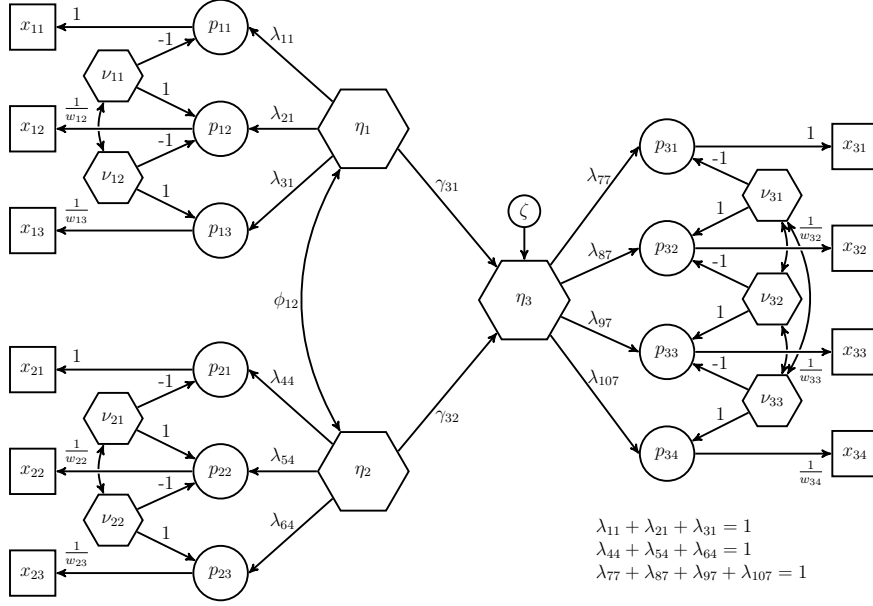 x₁₁ 1 p₁₁
-1 λ₁₁
ν₁₁
1
x₁₂ 1/w₁₂ p₁₂ λ₂₁ η₁
-1
ν₁₂ λ₃₁
1
x₁₃ 1/w₁₃ p₁₃
γ₃₁
ϕ₁₂
ζ
η₃
x₂₁ 1 p₂₁
-1 λ₄₄
ν₂₁
1
γ₃₂
x₂₂ 1/w₂₂ p₂₂ λ₅₄ η₂
-1
ν₂₂ λ₆₄
1
x₂₃ 1/w₂₃ p₂₃
p₃₁ 1 x₃₁
λ₇₇ -1
ν₃₁
1
λ₈₇ p₃₂ 1/w₃₂ x₃₂
-1
ν₃₂
1
λ₉₇ p₃₃ 1/w₃₃ x₃₃
-1
λ₁₀₇ ν₃₃
1
p₃₄ 1/w₃₄ x₃₄
λ₁₁ + λ₂₁ + λ₃₁ = 1
λ₄₄ + λ₅₄ + λ₆₄ = 1
λ₇₇ + λ₈₇ + λ₉₇ + λ₁₀₇ = 1